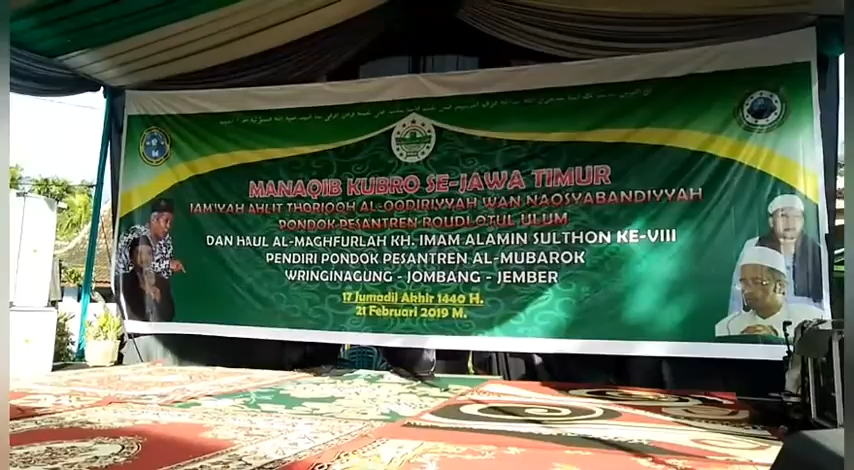 MANAQIB KUBRO SE-JAWA TIMUR
JAM'IYAH AHLIT THORIQOH AL-QODIRIYYAH WAN NAQSYABANDIYYAH
PONDOK PESANTREN ROUDLOTUL ULUM
DAN HAUL AL-MAGHFURLAH KH. IMAM ALAMIN SULTHON KE-VIII
PENDIRI PONDOK PESANTREN AL-MUBAROK
WRINGINAGUNG - JOMBANG - JEMBER
17 Jumadil Akhir 1440 H.
21 Februari 2019 M.